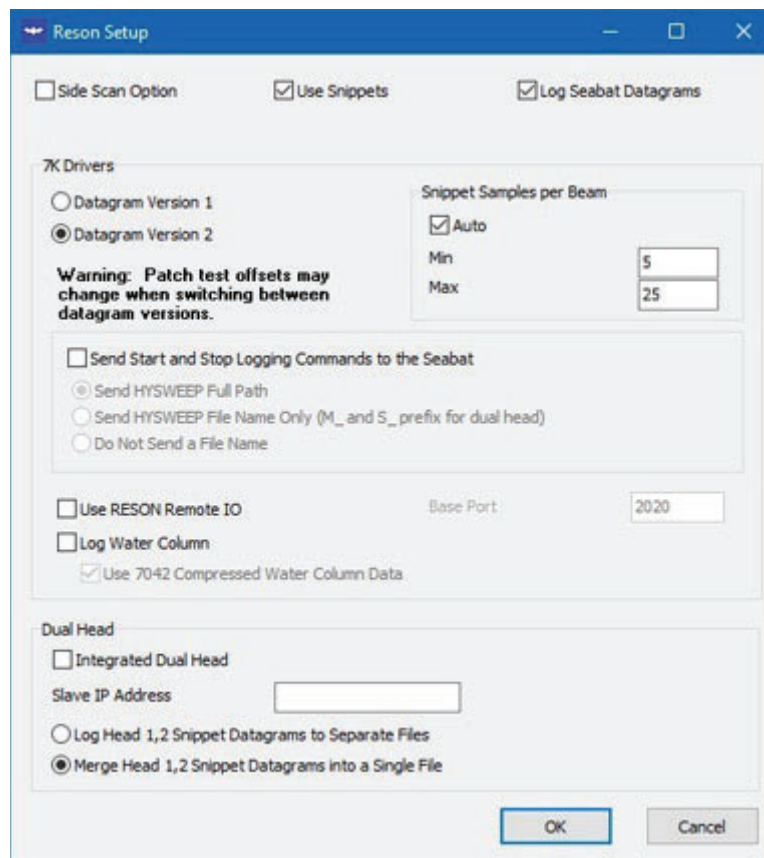 Reson Setup
Side Scan Option
Use Snippets
Log Seabat Datagrams
7K Drivers
Datagram Version 1
Datagram Version 2
Warning: Patch test offsets may
change when switching between
datagram versions.
Snippet Samples per Beam
Auto
Min
5
Max
25
Send Start and Stop Logging Commands to the Seabat
Send HYSWEEP Full Path
Send HYSWEEP File Name Only (M_ and S_ prefix for dual head)
Do Not Send a File Name
Use RESON Remote IO
Base Port
2020
Log Water Column
Use 7042 Compressed Water Column Data
Dual Head
Integrated Dual Head
Slave IP Address
Log Head 1,2 Snippet Datagrams to Separate Files
Merge Head 1,2 Snippet Datagrams into a Single File
OK
Cancel